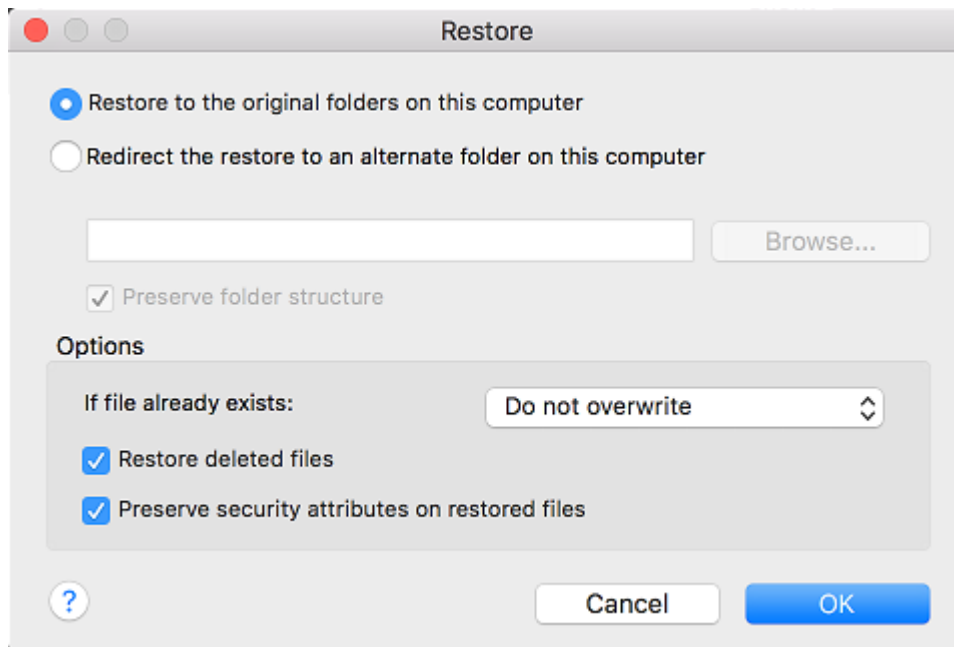 Restore
Restore to the original folders on this computer
Redirect the restore to an alternate folder on this computer
Browse...
Preserve folder structure
Options
If file already exists:
Do not overwrite
Restore deleted files
Preserve security attributes on restored files
?
Cancel
OK